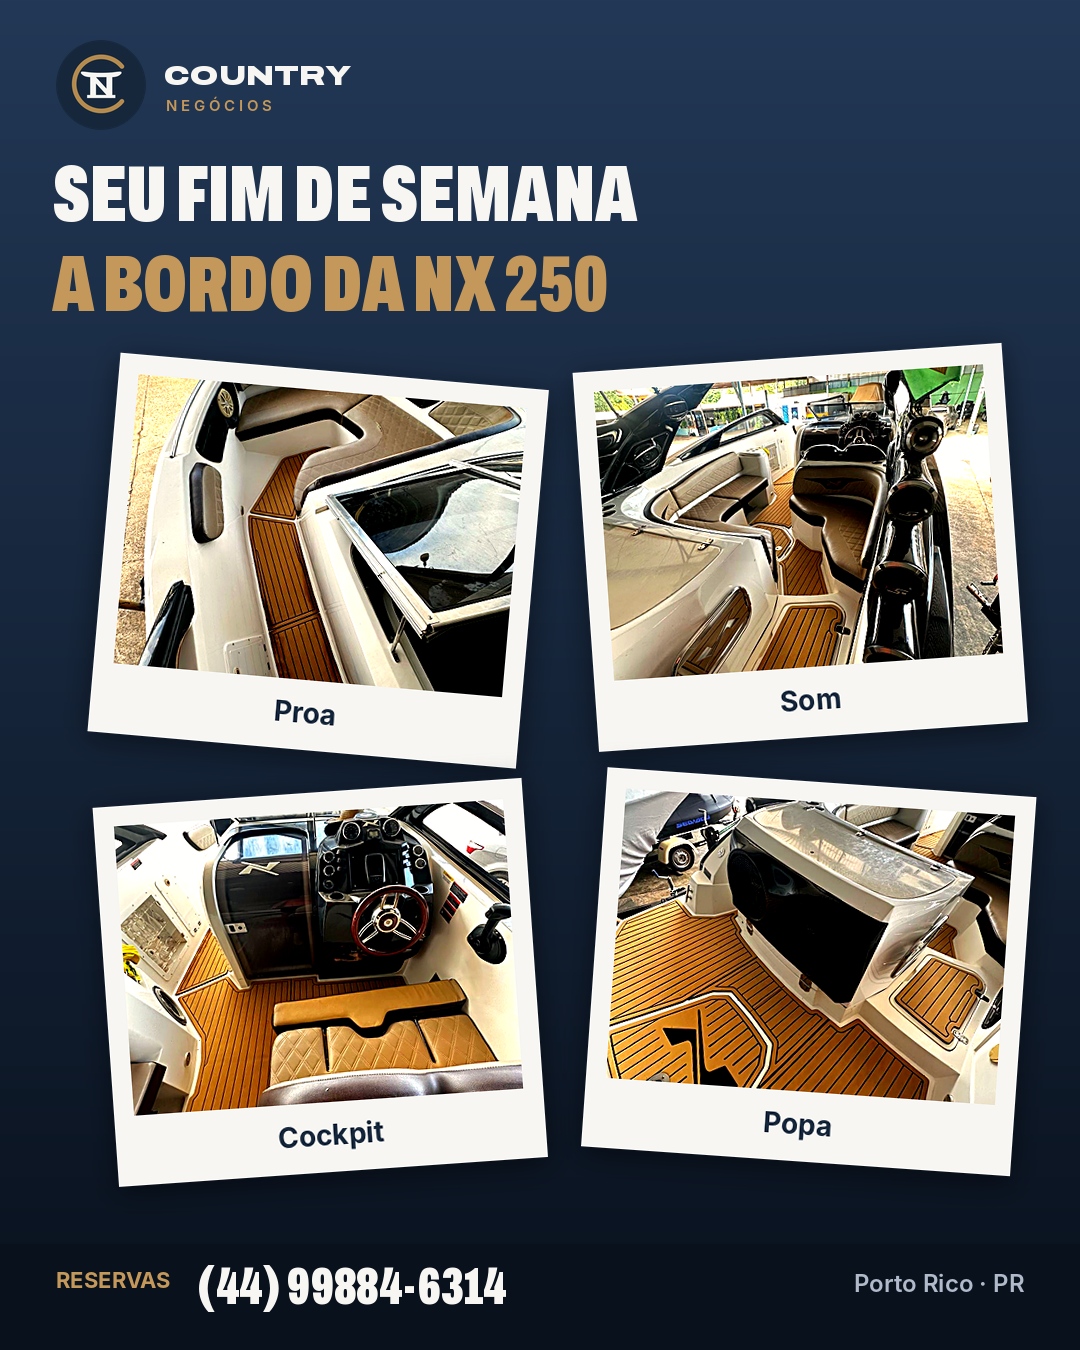 COUNTRY
NEGÓCIOS
SEU FIM DE SEMANA
A BORDO DA NX 250
Proa
Som
Cockpit
Popa
RESERVAS (44) 99884-6314
Porto Rico · PR